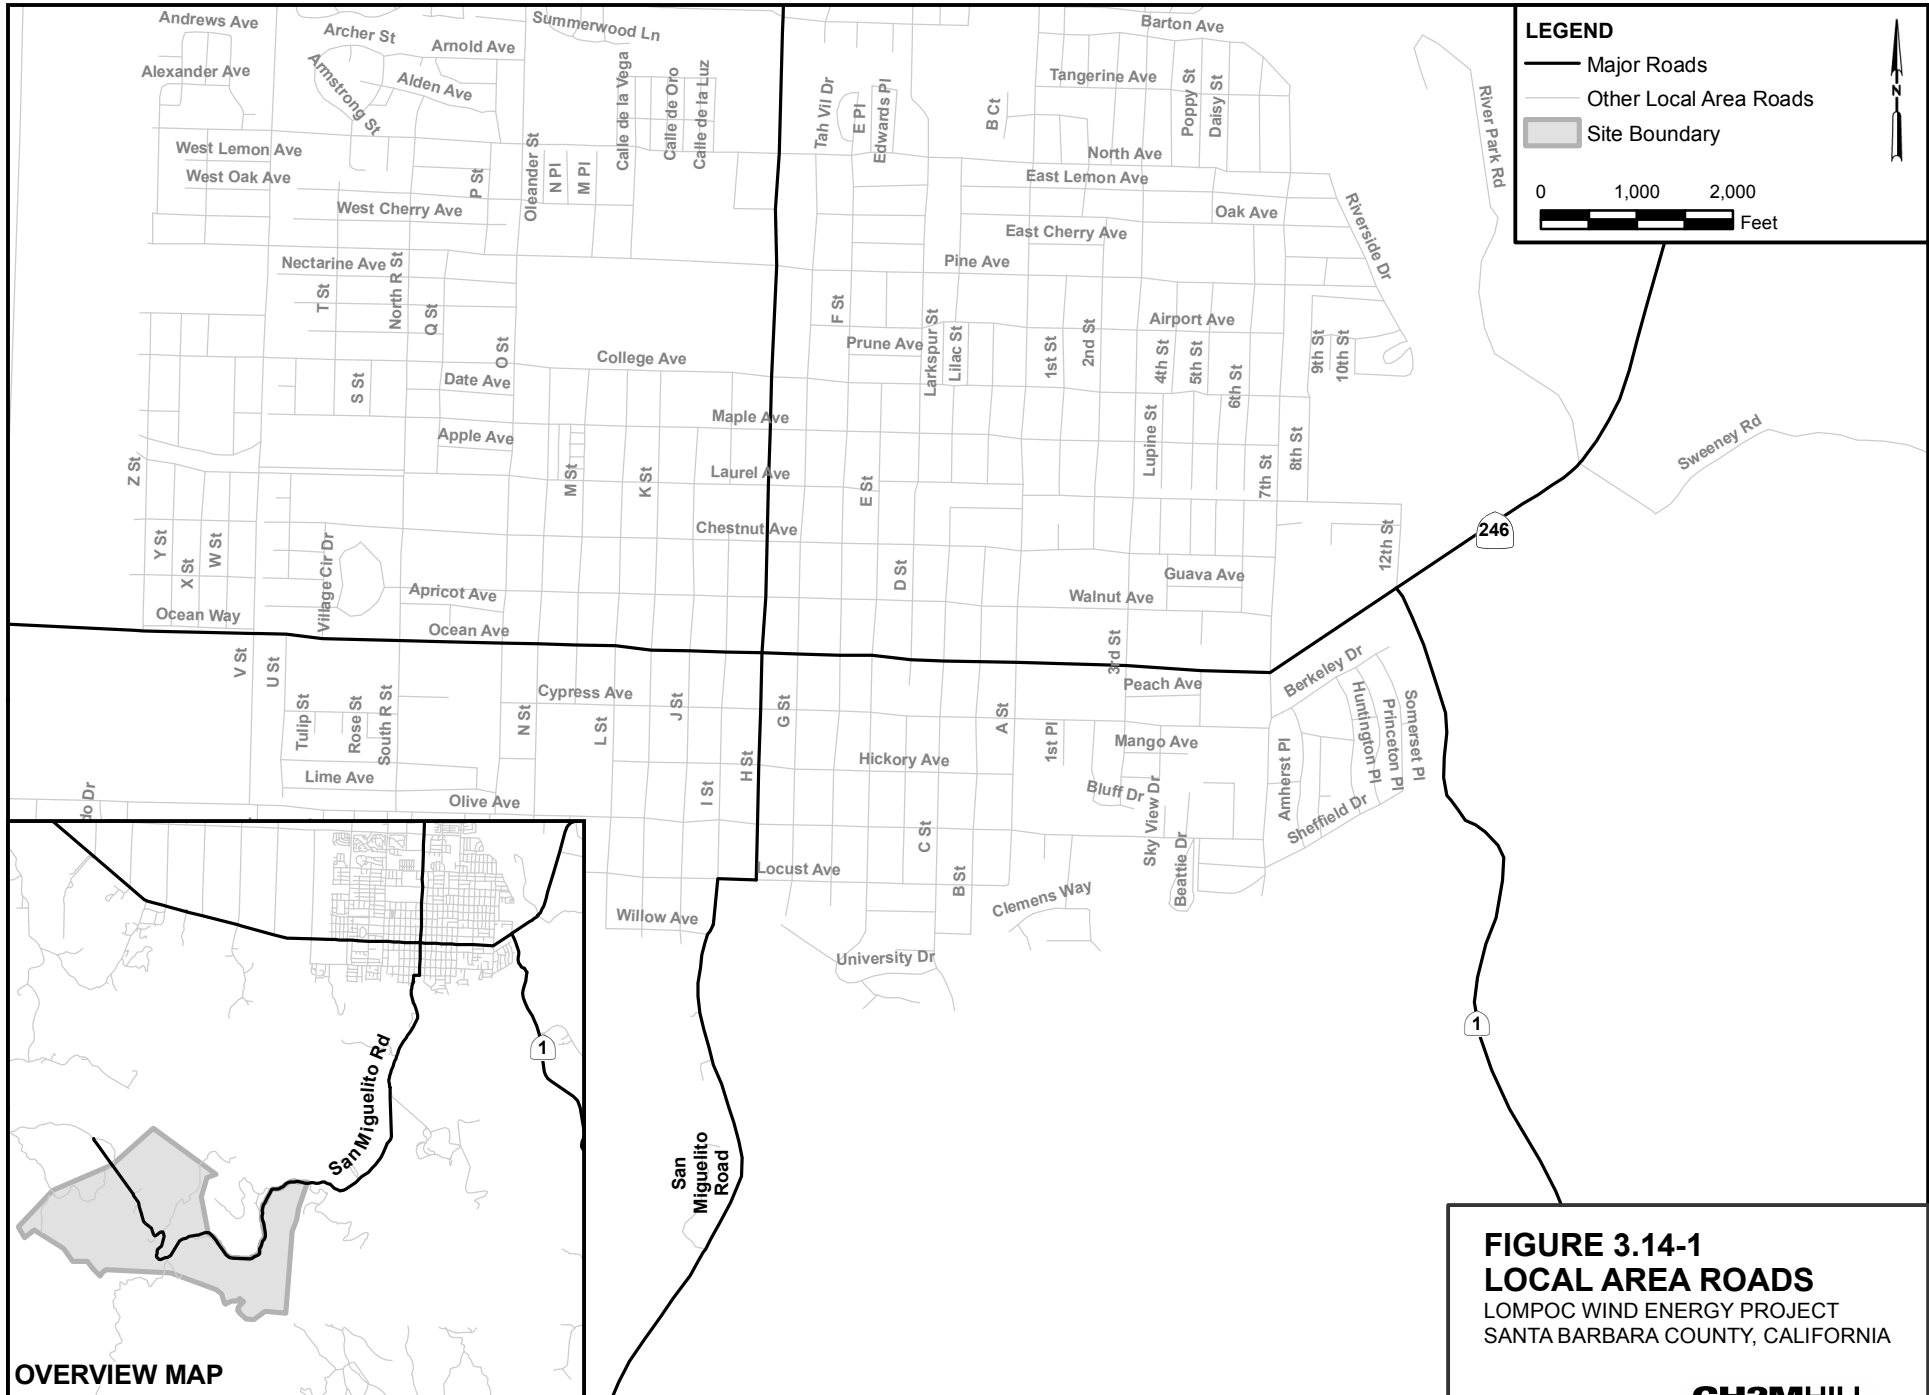 Andrews Ave
Archer St
Arnold Ave
Summerwood Ln
Barton Ave
Alexander Ave
Armstrong St
Alden Ave
Calle de la Vega
Calle de Oro
Calle de la Luz
Tah Vil Dr
E Pl
Edwards Pl
B Ct
Tangerine Ave
Poppy St
Daisy St
River Park Rd
LEGEND
Major Roads
Other Local Area Roads
Site Boundary
N
0 1,000 2,000
Feet
West Lemon Ave
West Oak Ave
P St
Oleander St
N Pl
M Pl
North Ave
East Lemon Ave
West Cherry Ave
Oak Ave
East Cherry Ave
Riverside Dr
Nectarine Ave
North R St
Pine Ave
T St
Q St
F St
Larkspur St
Lilac St
Airport Ave
Prune Ave
O St
College Ave
1st St
2nd St
4th St
5th St
6th St
9th St
10th St
S St
Date Ave
Maple Ave
Apple Ave
Lupine St
8th St
Sweeney Rd
Z St
M St
K St
Laurel Ave
E St
7th St
Chestnut Ave
246
Y St
X St
W St
Village Cir Dr
12th St
D St
Guava Ave
Apricot Ave
Walnut Ave
Ocean Way
Ocean Ave
V St
U St
3rd St
Berkeley Dr
Peach Ave
Tulip St
Rose St
South R St
Cypress Ave
N St
L St
J St
G St
A St
1st Pl
Mango Ave
Huntington Pl
Princeton Pl
Somerset Pl
Hickory Ave
H St
I St
Lime Ave
Olive Ave
Amherst Pl
Bluff Dr
Sky View Dr
Sheffield Dr
do Dr
C St
Beattie Dr
Locust Ave
B St
Clemens Way
Willow Ave
University Dr
1
San
Miguelito
Road
SanMiguelito Rd
1
OVERVIEW MAP
FIGURE 3.14-1
LOCAL AREA ROADS
LOMPOC WIND ENERGY PROJECT
SANTA BARBARA COUNTY, CALIFORNIA
CH2MHILL